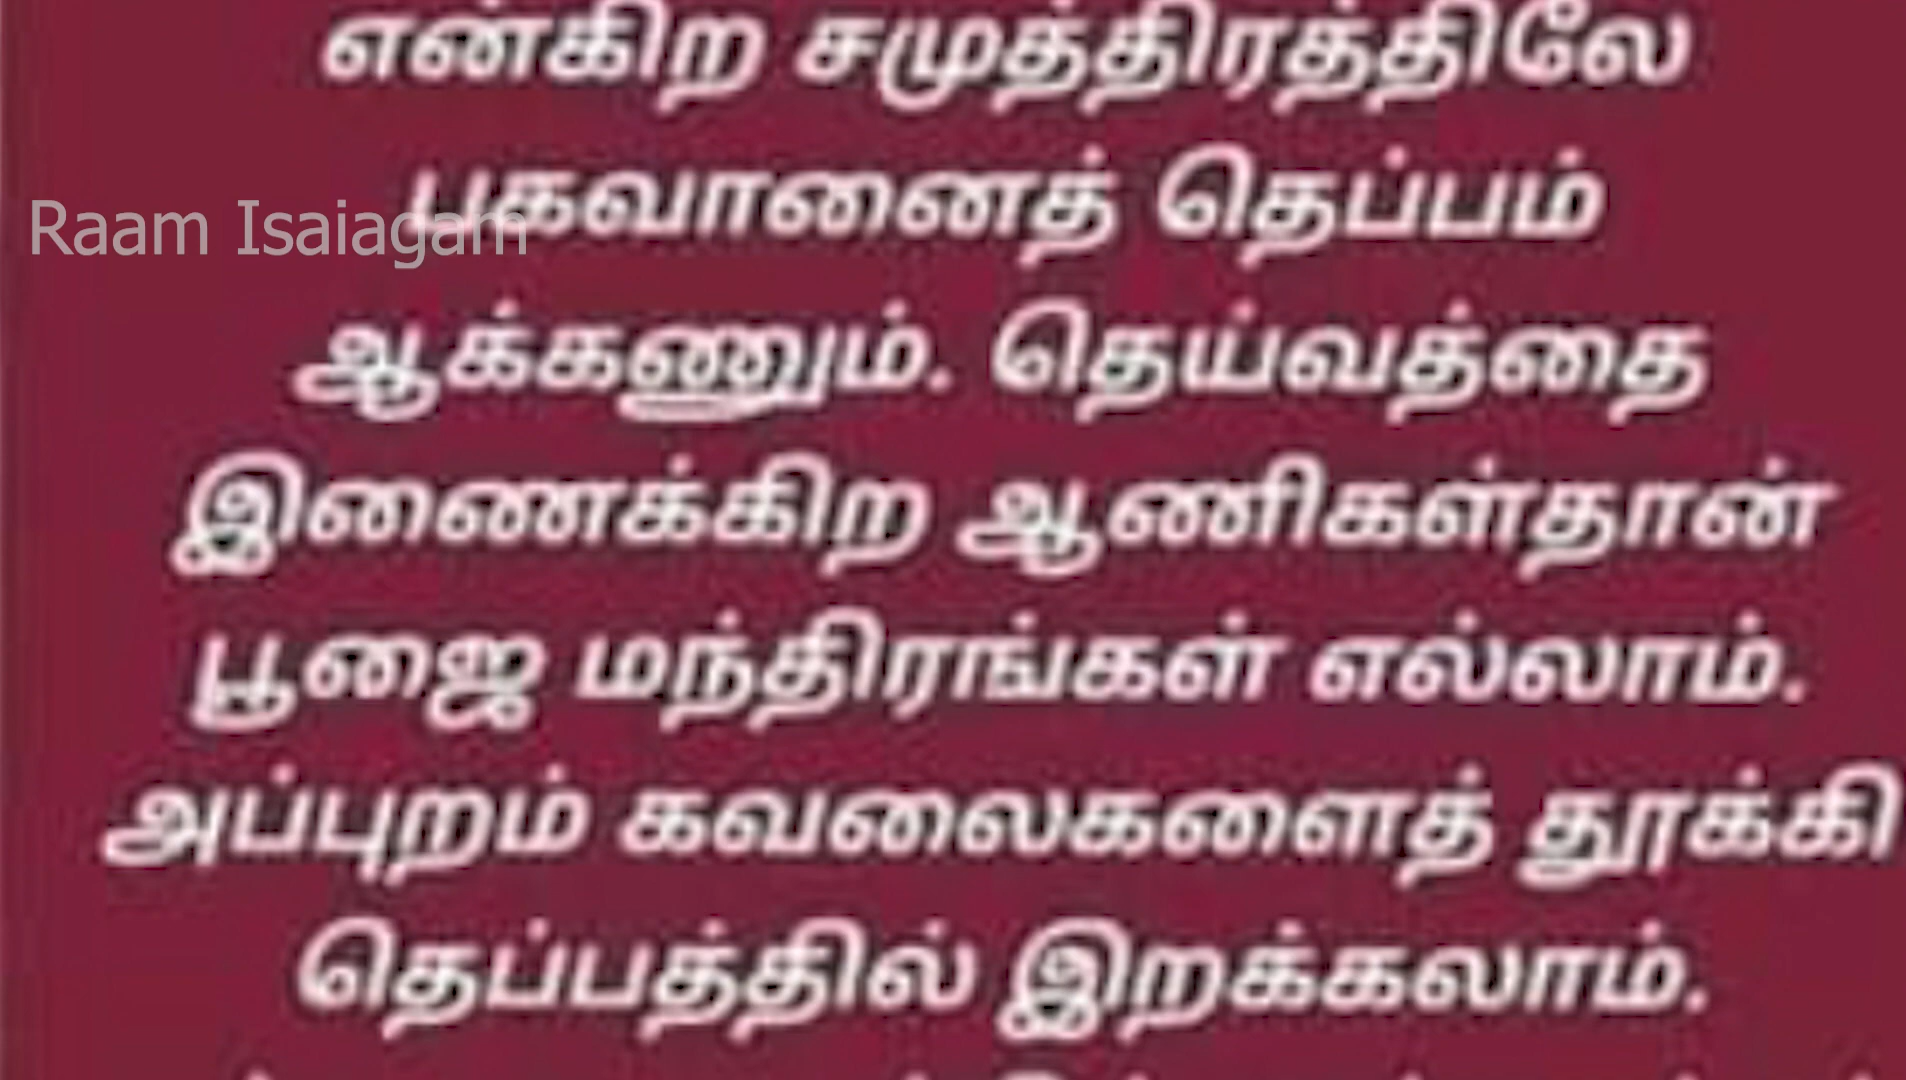 என்கிற சமுத்திரத்திலே
பகவானைத் தெப்பம்
Raam Isaiagam
ஆக்கணும். தெய்வத்தை
இணைக்கிற ஆணிகள்தான்
பூஜை மந்திரங்கள் எல்லாம்.
அப்புறம் கவலைகளைத் தூக்கி
தெப்பத்தில் இறக்கலாம்.